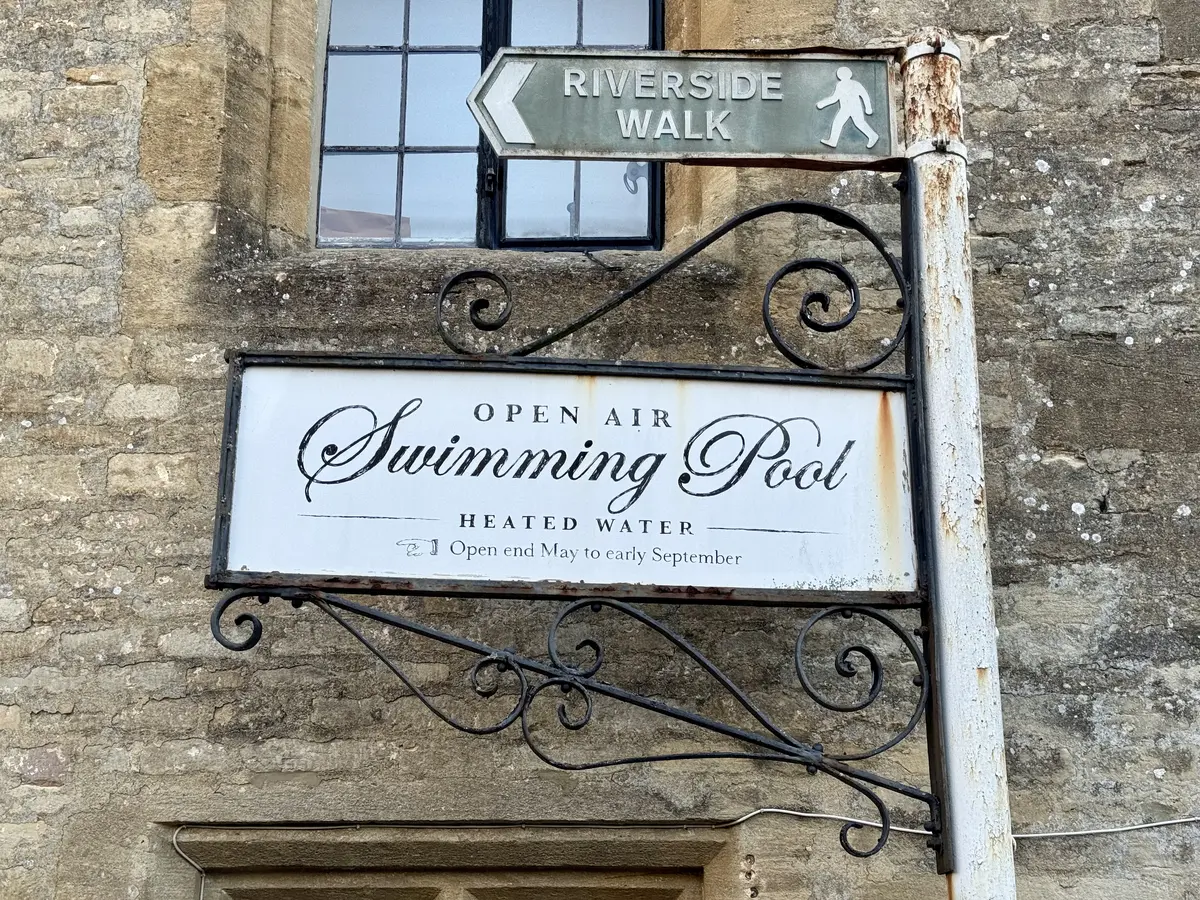 RIVERSIDE
WALK
OPEN AIR
Swimming Pool
HEATED WATER
Open end May to early September